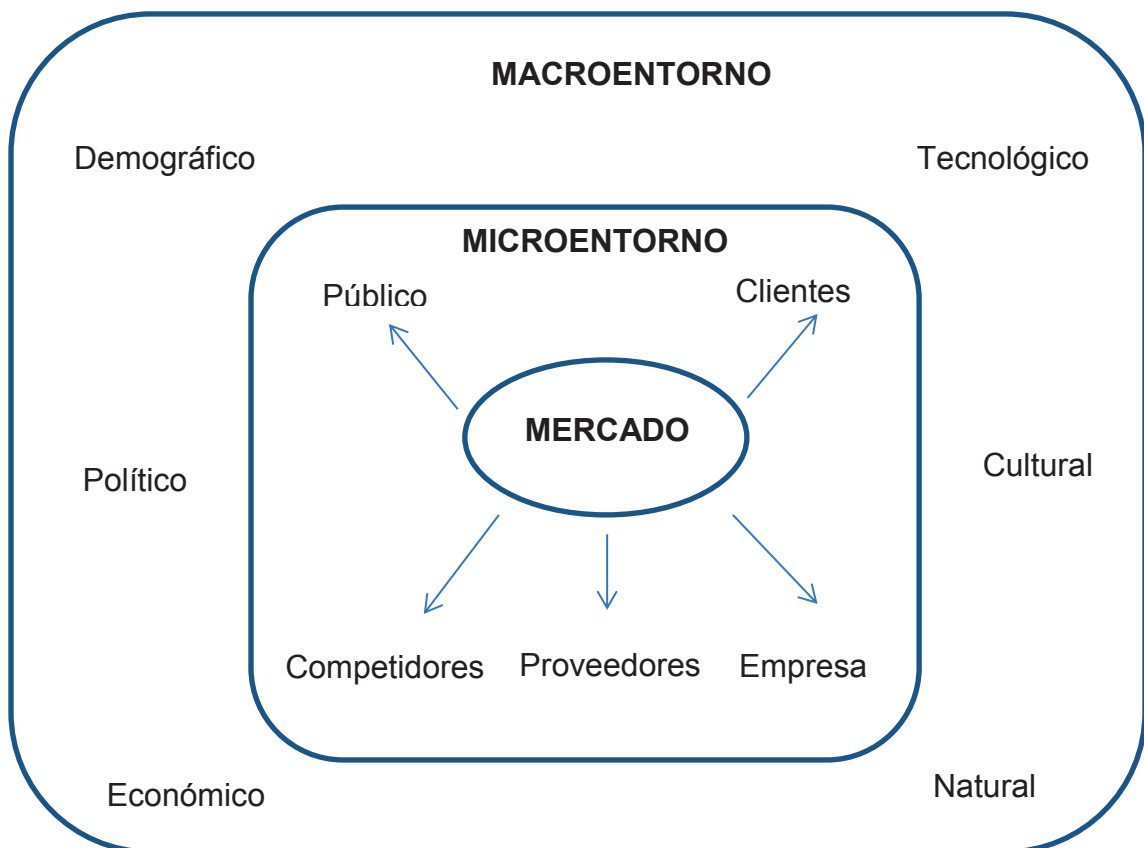 MACROENTORNO
Demográfico
Tecnológico
MICROENTORNO
Público
Clientes
MERCADO
Político
Cultural
Competidores
Proveedores
Empresa
Económico
Natural